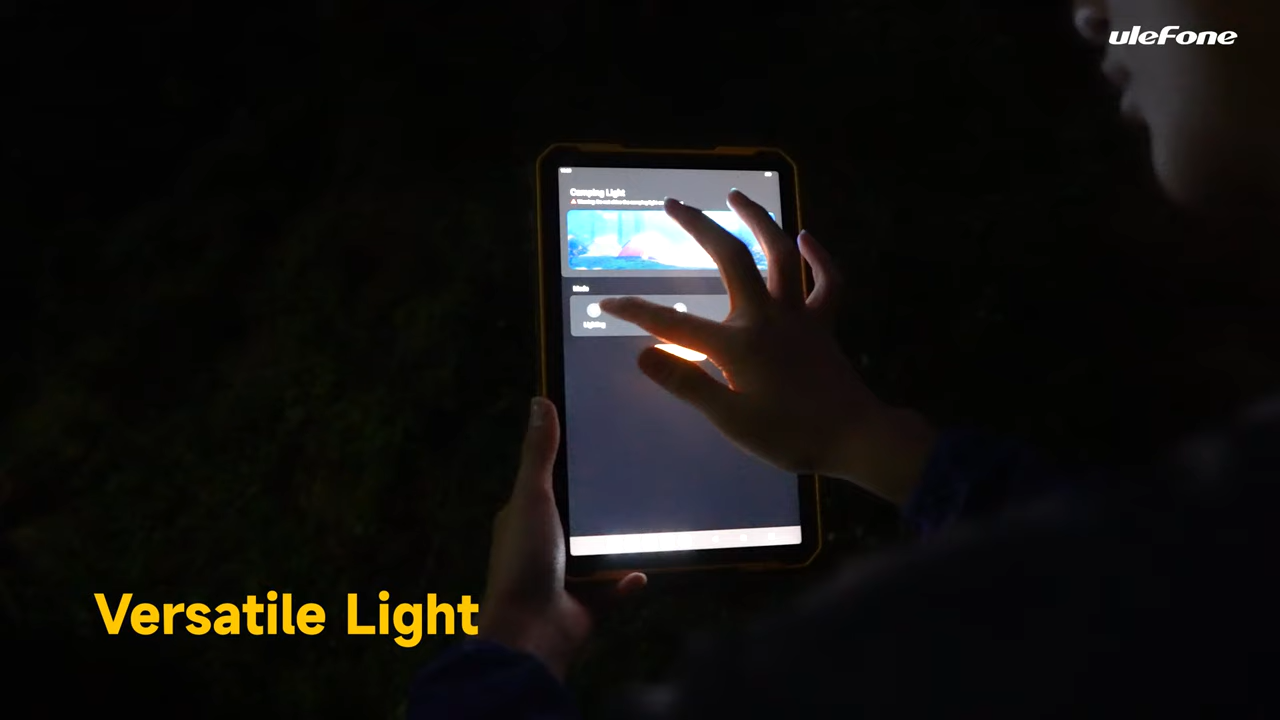 uleFone
Camping Light
Mode
Lighting
Versatile Light